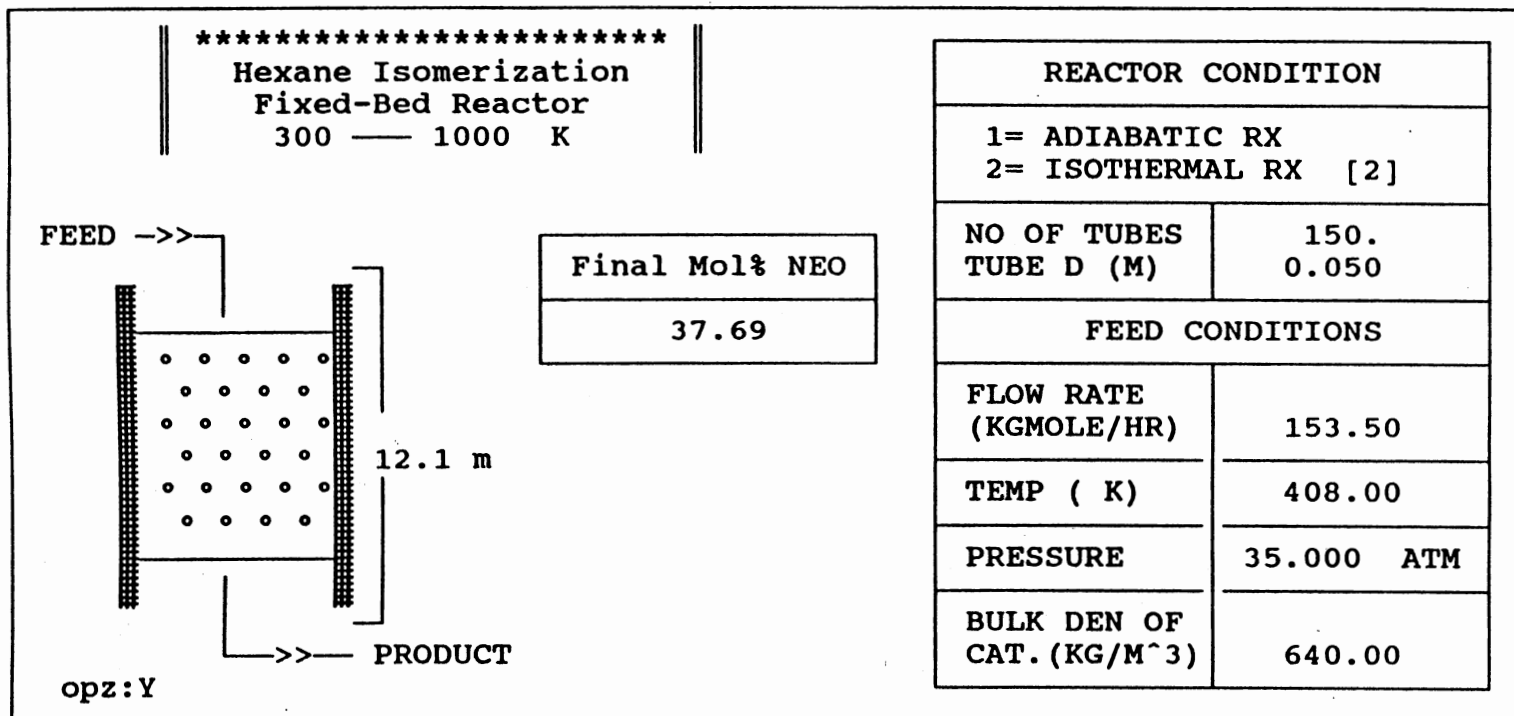 ************************
Hexane Isomerization
Fixed-Bed Reactor
300 —— 1000 K
FEED —>>—
12.1 m
—>>— PRODUCT
opz:Y
Final Mol% NEO
37.69
REACTOR CONDITION
1= ADIABATIC RX
2= ISOTHERMAL RX [2]
NO OF TUBES 150.
TUBE D (M) 0.050
FEED CONDITIONS
FLOW RATE
(KGMOLE/HR) 153.50
TEMP ( K) 408.00
PRESSURE 35.000 ATM
BULK DEN OF
CAT.(KG/M^3) 640.00